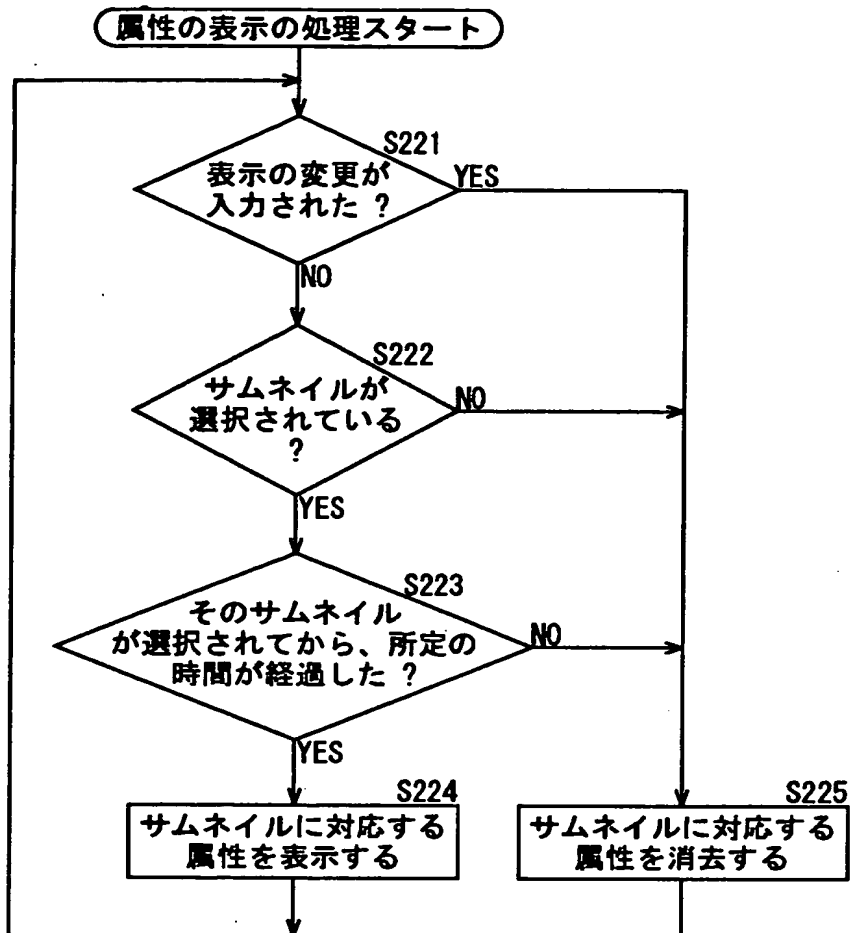 属性の表示の処理スタート
S221
表示の変更が
入力された ?
YES
NO
S222
サムネイルが
選択されている
?
NO
YES
S223
そのサムネイル
が選択されてから、所定の
時間が経過した ?
NO
YES
S224
サムネイルに対応する
属性を表示する
S225
サムネイルに対応する
属性を消去する